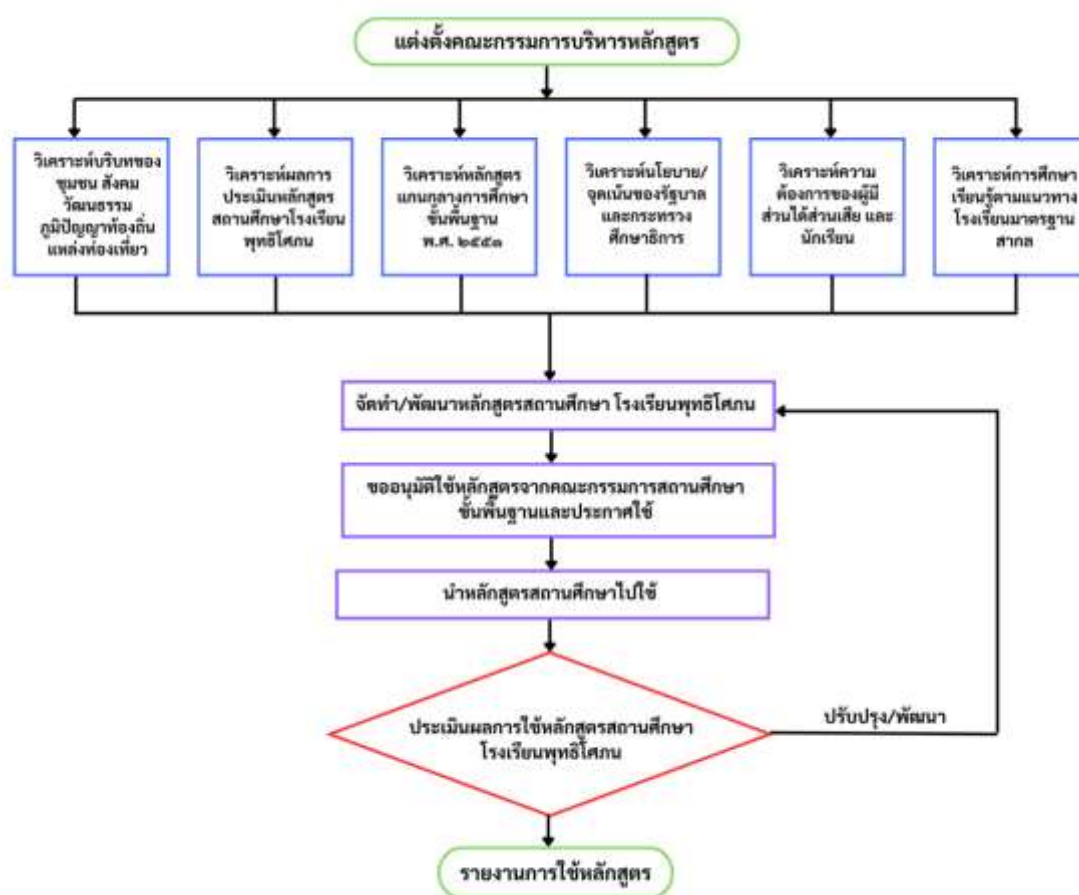 แต่งตั้งคณะกรรมการบริหารหลักสูตร
วิเคราะห์บริบทของ
ชุมชน สังคม
วัฒนธรรม
ภูมิปัญญาท้องถิ่น
แหล่งท่องเที่ยว
วิเคราะห์ผลการ
ประเมินหลักสูตร
สถานศึกษาโรงเรียน
พุทธิโศภน
วิเคราะห์หลักสูตร
แกนกลางการศึกษา
ขั้นพื้นฐาน
พ.ศ. ๒๕๕๑
วิเคราะห์นโยบาย/
จุดเน้นของรัฐบาล
และกระทรวง
ศึกษาธิการ
วิเคราะห์ความ
ต้องการของผู้มี
ส่วนได้ส่วนเสีย และ
นักเรียน
วิเคราะห์การศึกษา
เรียนรู้ตามแนวทาง
โรงเรียนมาตรฐาน
สากล
จัดทำ/พัฒนาหลักสูตรสถานศึกษา โรงเรียนพุทธิโศภน
ขออนุมัติใช้หลักสูตรจากคณะกรรมการสถานศึกษา
ขั้นพื้นฐานและประกาศใช้
นำหลักสูตรสถานศึกษาไปใช้
ประเมินผลการใช้หลักสูตรสถานศึกษา
โรงเรียนพุทธิโศภน
ปรับปรุง/พัฒนา
รายงานการใช้หลักสูตร